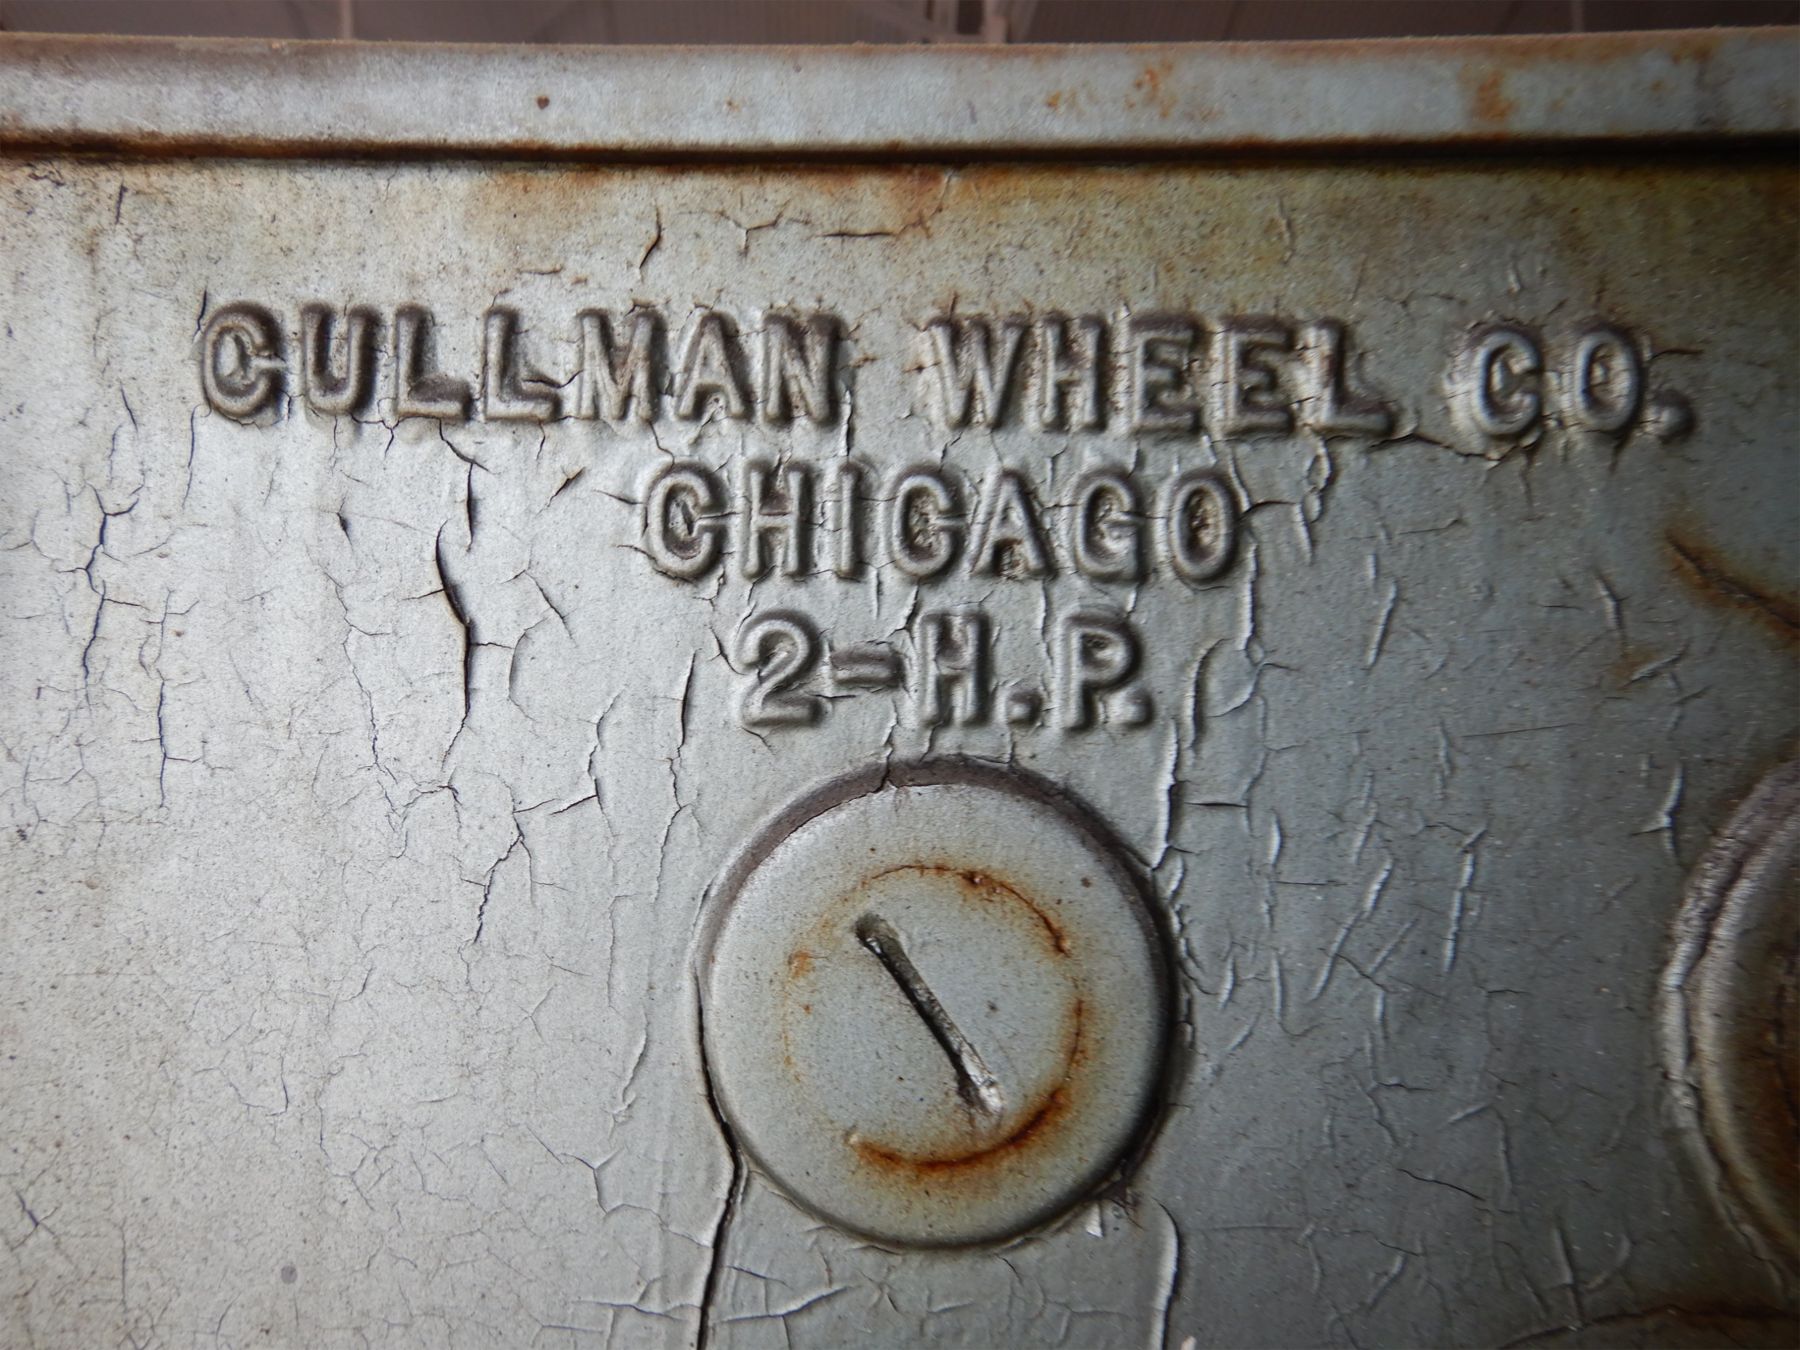 CULLMAN WHEEL CO.
CHICAGO
2=H.P.